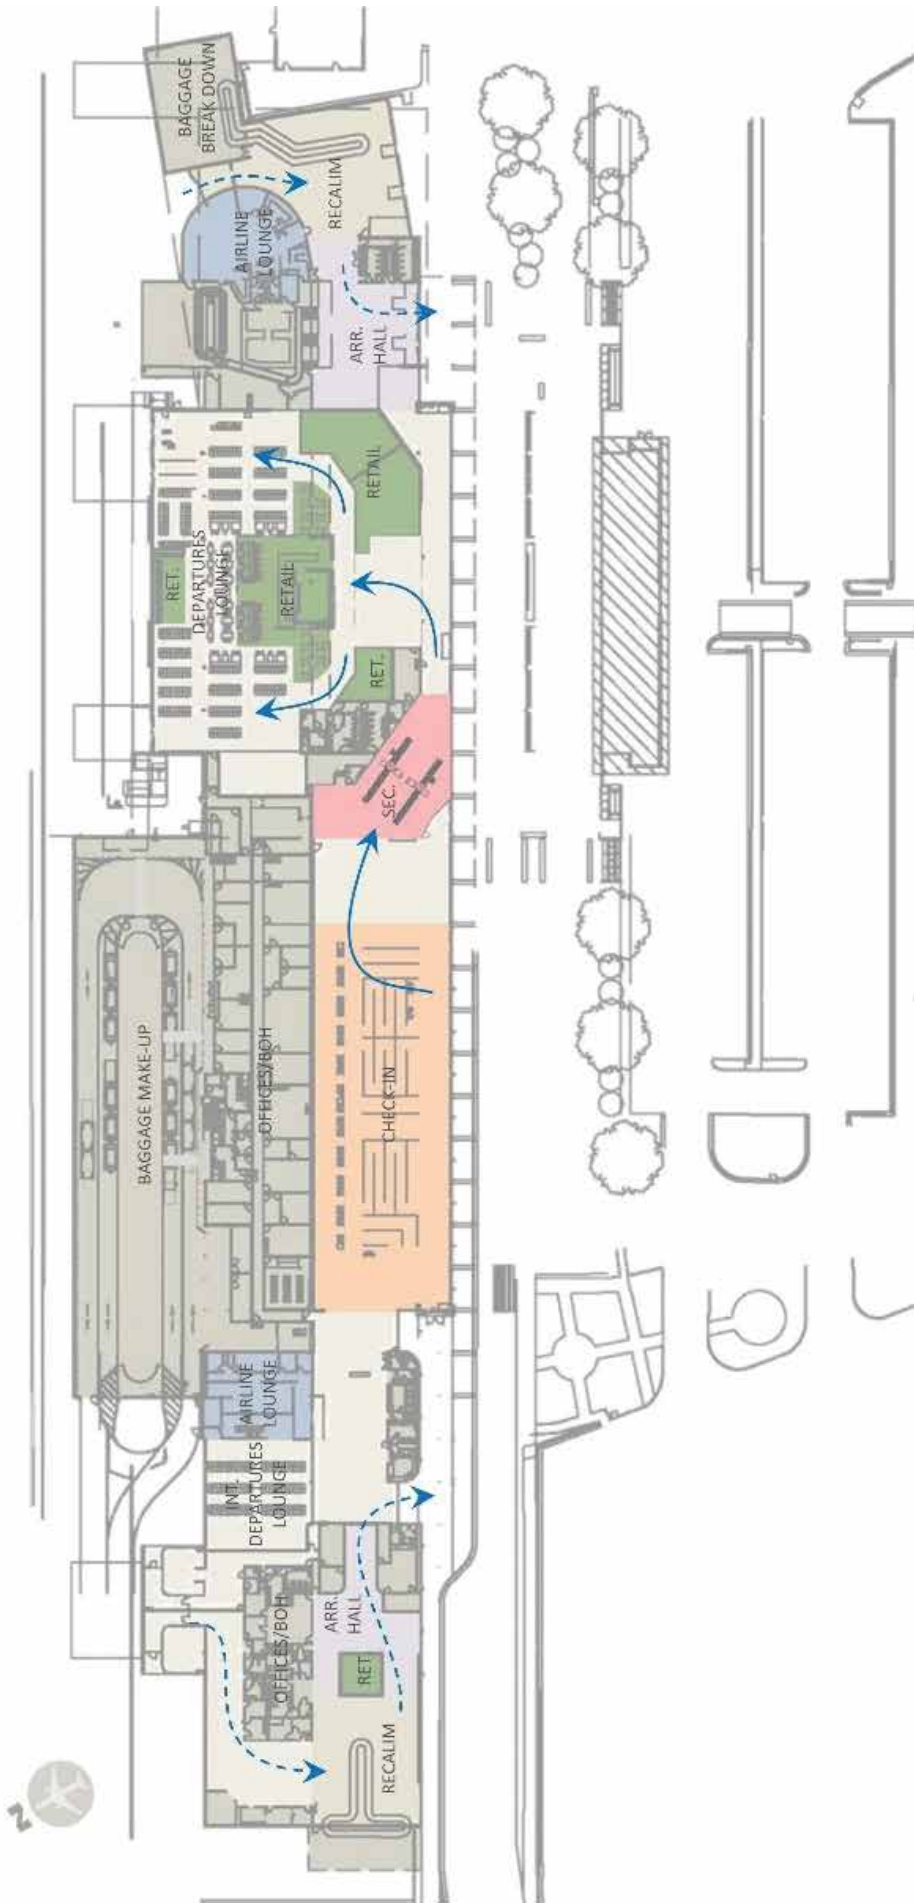 BAGGAGE
BREAK DOWN
RECALIM
AIRLINE
LOUNGE
ARR.
HALL
RETAIL
RET.
DEPARTURES
LOUNGE
RETAIL
RET.
SEC.
BAGGAGE MAKE-UP
OFFICES/BOH
CHECK-IN
AIRLINE
LOUNGE
INT.
DEPARTURES
LOUNGE
OFFICES/BOH
ARR.
HALL
RET
RECALIM
N